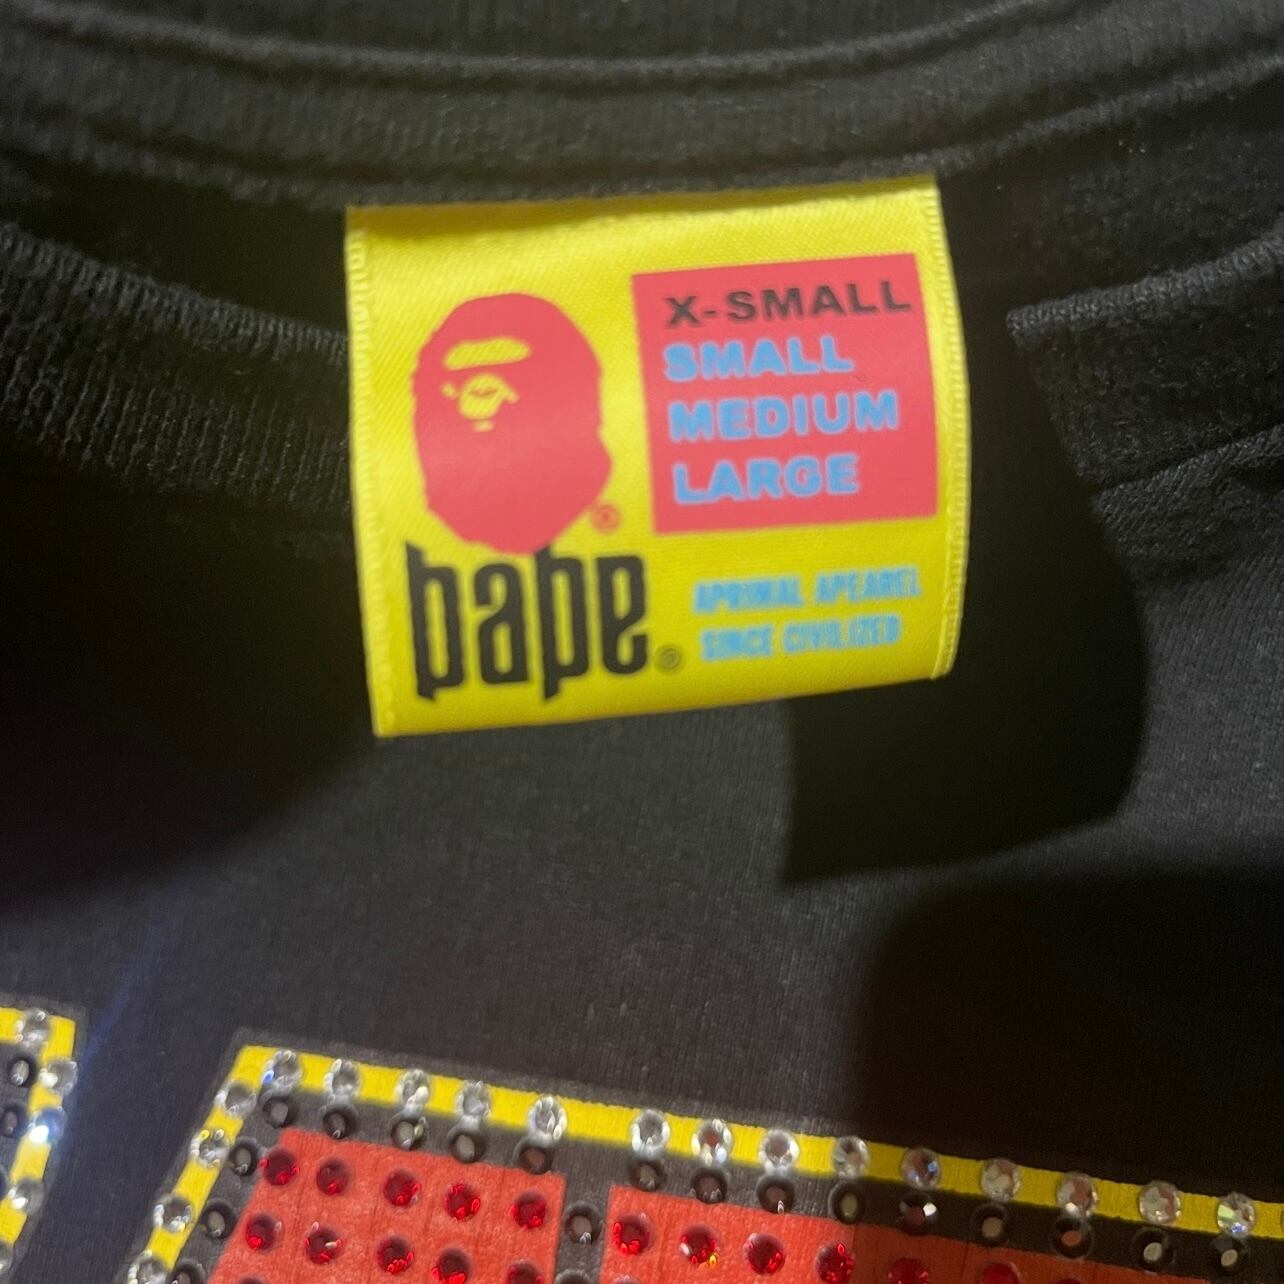 X-SMALL
SMALL
MEDIUM
LARGE
®
bape®
APRIMAL APEAREL
SINCE CIVILIZED